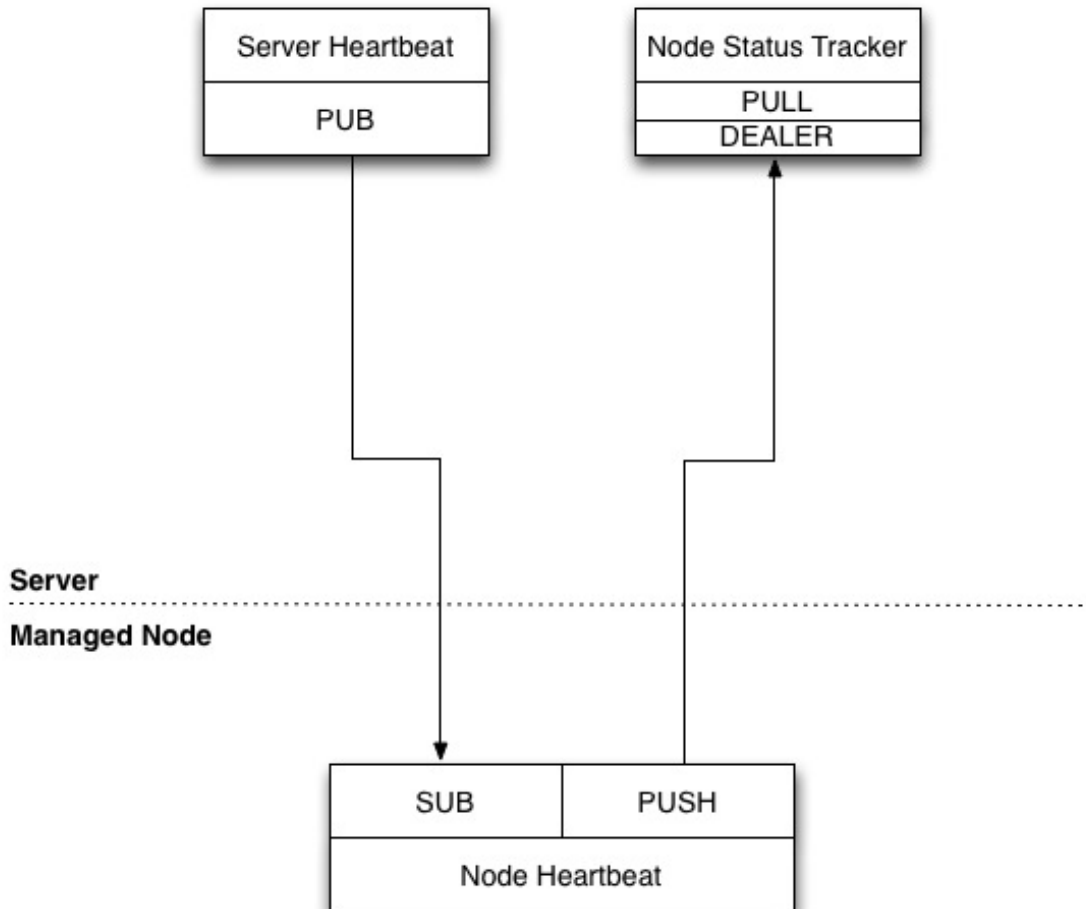 Server Heartbeat
PUB
Node Status Tracker
PULL
DEALER
Server
Managed Node
SUB
PUSH
Node Heartbeat